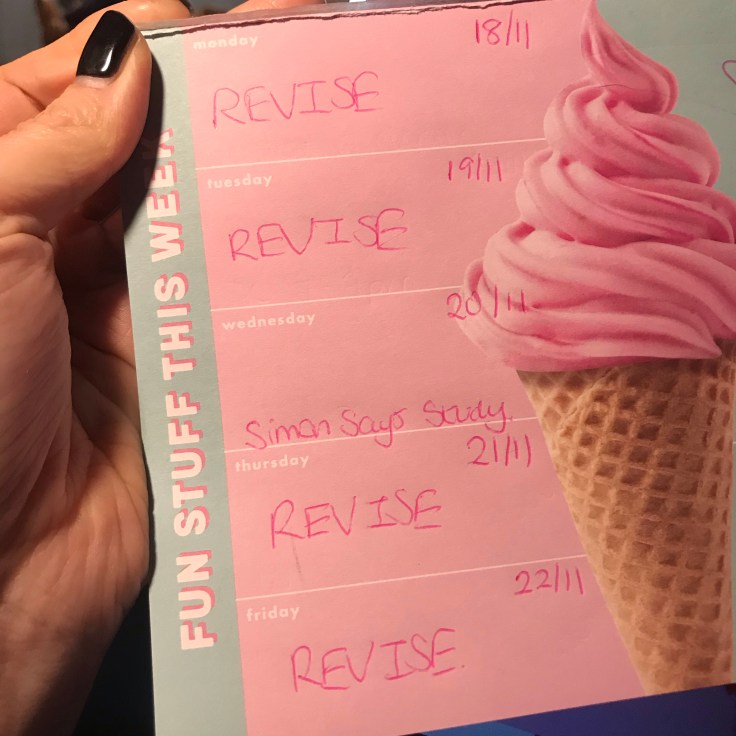 monday
18/11
REVISE
tuesday
19/11
REVISE
wednesday
20/11
Simon Says Study.
thursday
21/11
REVISE
friday
22/11
REVISE.
FUN STUFF THIS WEEK